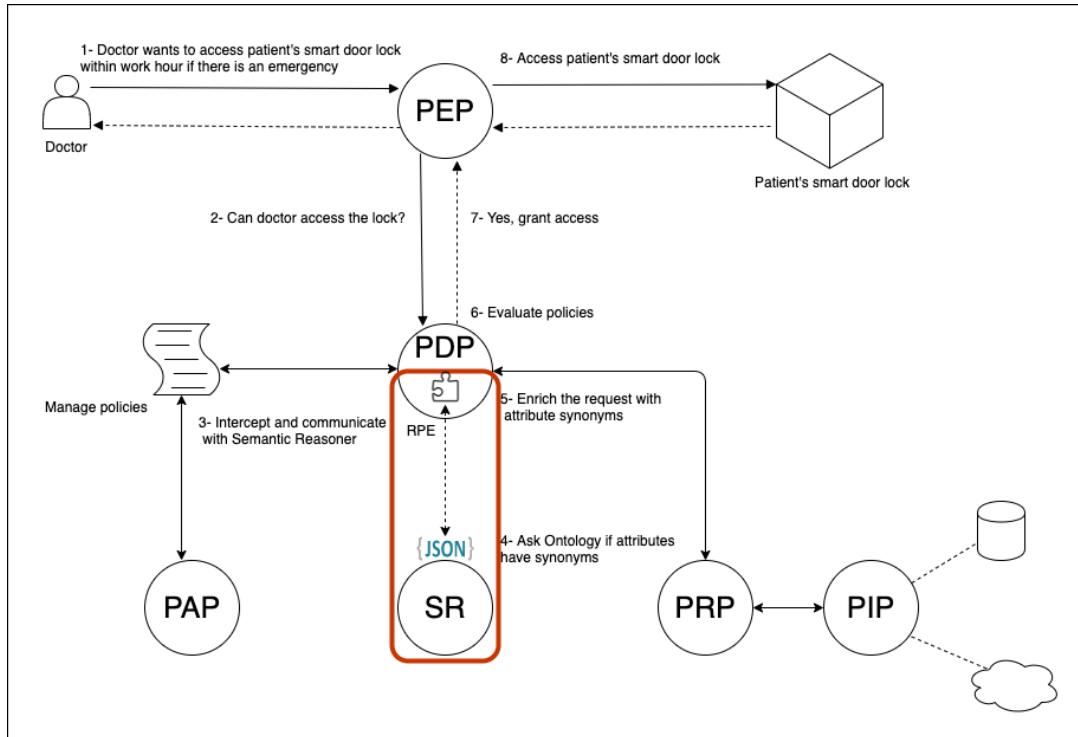 1- Doctor wants to access patient's smart door lock
within work hour if there is an emergency
8- Access patient's smart door lock
PEP
Doctor
Patient's smart door lock
2- Can doctor access the lock?
7- Yes, grant access
6- Evaluate policies
PDP
Manage policies
3- Intercept and communicate
with Semantic Reasoner
RPE
5- Enrich the request with
attribute synonyms
{JSON}
4- Ask Ontology if attributes
have synonyms
PAP
SR
PRP
PIP